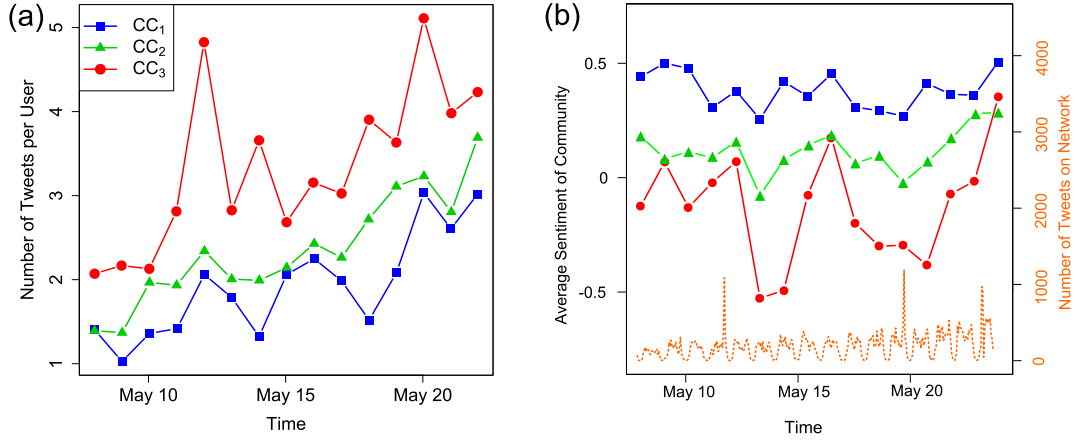 (a)
CC1
CC2
CC3
Number of Tweets per User
5
4
3
2
1
May 10
May 15
May 20
Time
(b)
Average Sentiment of Community
0.5
0
-0.5
4000
3000
2000
1000
0
Number of Tweets on Network
May 10
May 15
May 20
Time